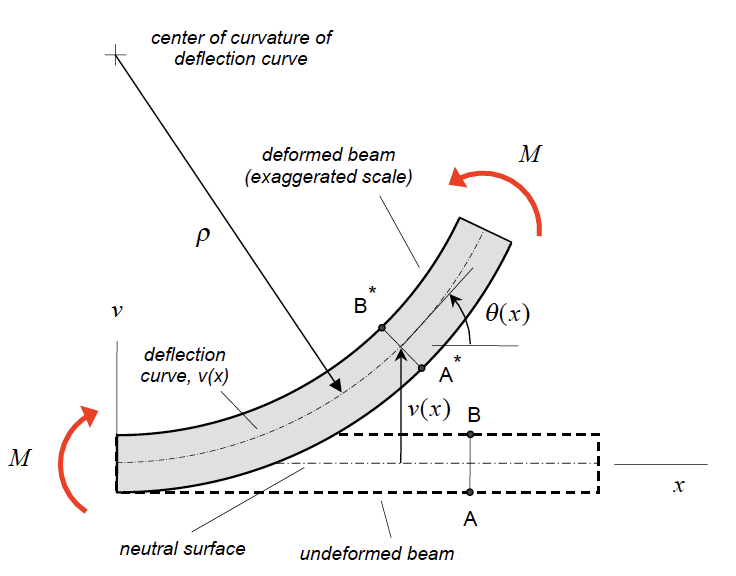 center of curvature of
deflection curve
deformed beam
(exaggerated scale)
M
ρ
B*
θ(x)
v
deflection
curve, v(x)
A*
v(x)
B
M
x
A
neutral surface
undeformed beam